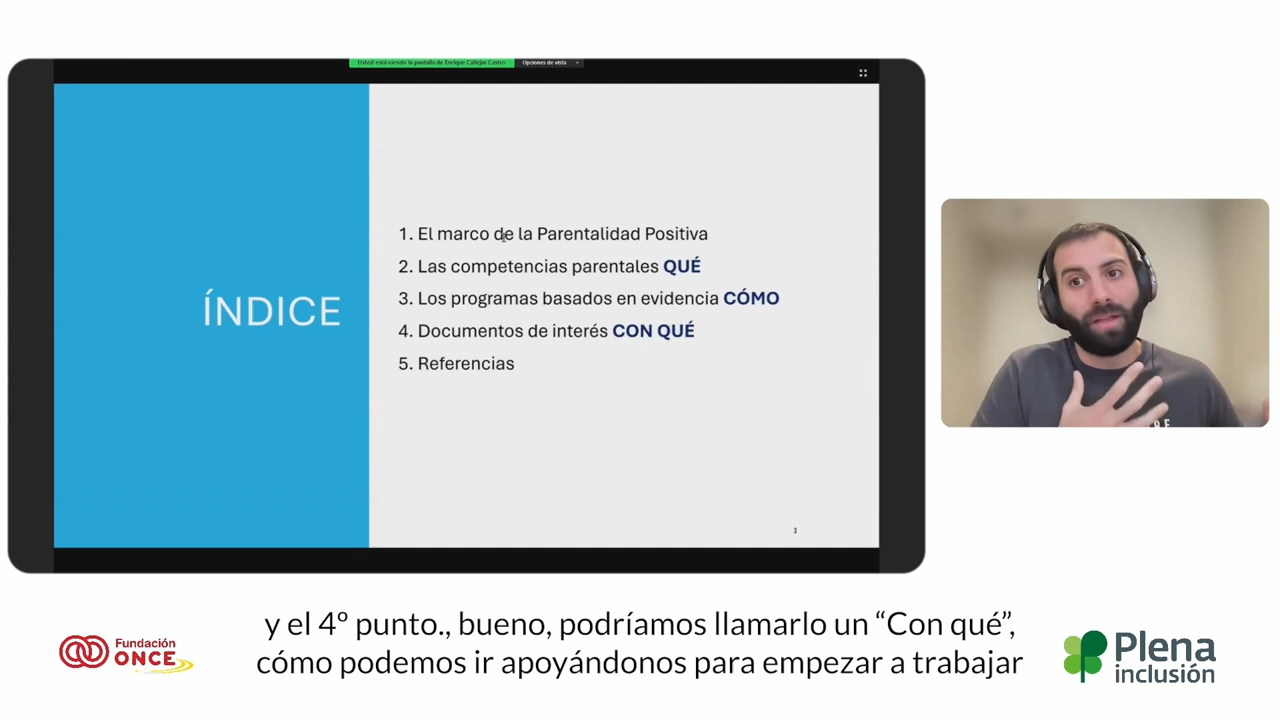 Usted está viendo la pantalla de Enrique Callejas Castro
Opciones de vista
ÍNDICE
1. El marco de la Parentalidad Positiva
2. Las competencias parentales QUÉ
3. Los programas basados en evidencia CÓMO
4. Documentos de interés CON QUÉ
5. Referencias
3
y el 4º punto., bueno, podríamos llamarlo un “Con qué”,
cómo podemos ir apoyándonos para empezar a trabajar
Fundación
ONCE
Plena
inclusión